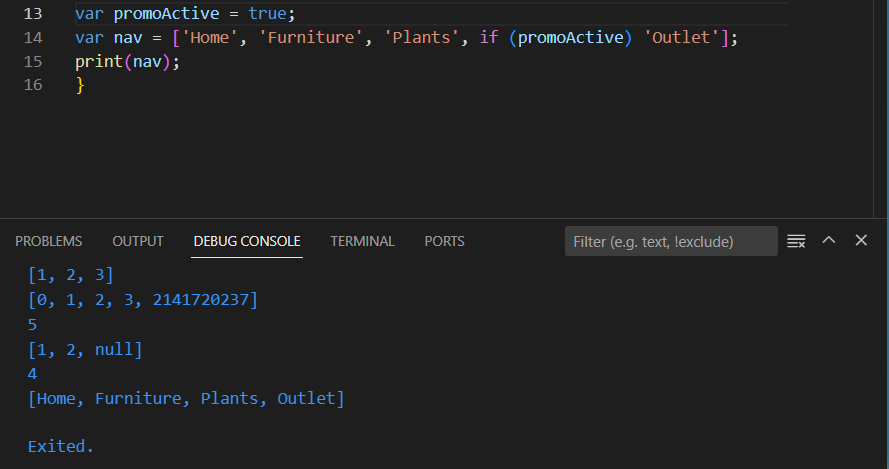 13 var promoActive = true;
14 var nav = ['Home', 'Furniture', 'Plants', if (promoActive) 'Outlet'];
15 print(nav);
16 }
PROBLEMS OUTPUT DEBUG CONSOLE TERMINAL PORTS Filter (e.g. text, !exclude)
[1, 2, 3]
[0, 1, 2, 3, 2141720237]
5
[1, 2, null]
4
[Home, Furniture, Plants, Outlet]
Exited.